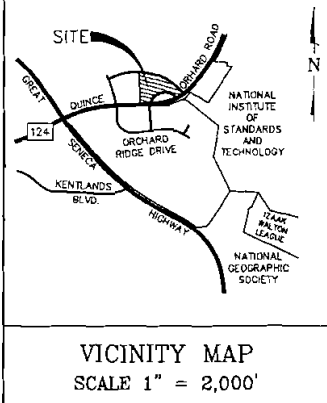 SITE
N
ORHARD ROAD
GREAT
QUINCE
124
ORCHARD
RIDGE DRIVE
NATIONAL
INSTITUTE
OF
STANDARDS
AND
TECHNOLOGY
SENECA
KENTLANDS
BLVD.
HIGHWAY
IZAAK
WALTON
LEAGUE
NATIONAL
GEOGRAPHIC
SOCIETY
VICINITY MAP
SCALE 1" = 2,000'